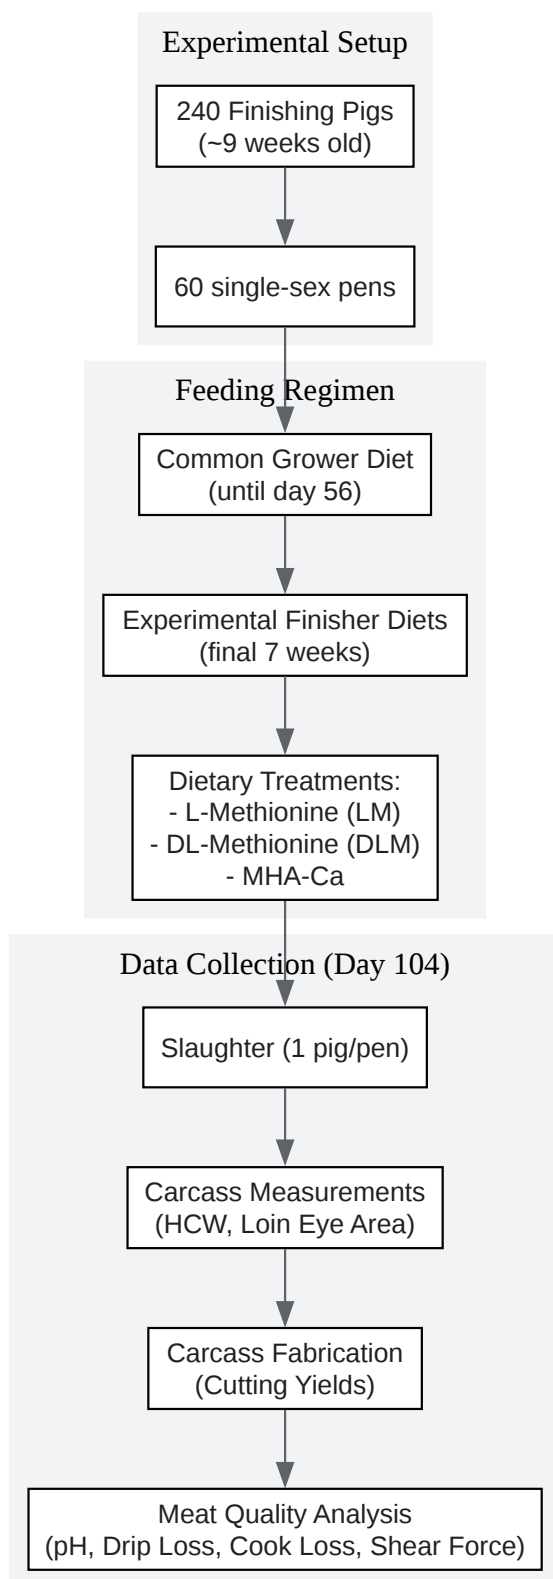 Experimental Setup
240 Finishing Pigs
(~9 weeks old)
60 single-sex pens
Feeding Regimen
Common Grower Diet
(until day 56)
Experimental Finisher Diets
(final 7 weeks)
Dietary Treatments:
- L-Methionine (LM)
- DL-Methionine (DLM)
- MHA-Ca
Data Collection (Day 104)
Slaughter (1 pig/pen)
Carcass Measurements
(HCW, Loin Eye Area)
Carcass Fabrication
(Cutting Yields)
Meat Quality Analysis
(pH, Drip Loss, Cook Loss, Shear Force)